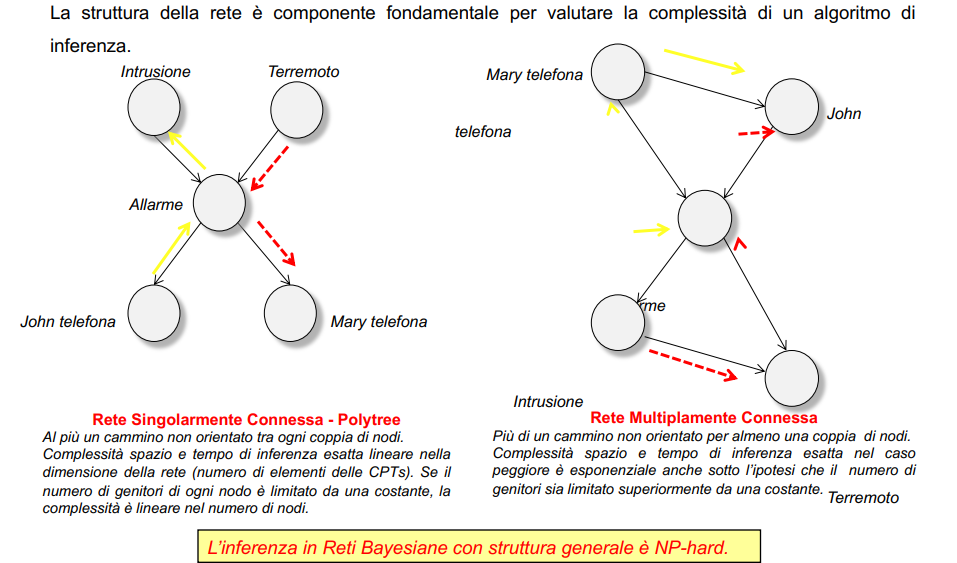 La struttura della rete è componente fondamentale per valutare la complessità di un algoritmo di
inferenza.
Intrusione
Terremoto
Allarme
John telefona
Mary telefona
Mary telefona
John
telefona
rme
Intrusione
Rete Singolarmente Connessa - Polytree
Al più un cammino non orientato tra ogni coppia di nodi.
Complessità spazio e tempo di inferenza esatta lineare nella
dimensione della rete (numero di elementi delle CPTs). Se il
numero di genitori di ogni nodo è limitato da una costante, la
complessità è lineare nel numero di nodi.
Rete Multiplamente Connessa
Più di un cammino non orientato per almeno una coppia di nodi.
Complessità spazio e tempo di inferenza esatta nel caso
peggiore è esponenziale anche sotto l'ipotesi che il numero di
genitori sia limitato superiormente da una costante.
Terremoto
L'inferenza in Reti Bayesiane con struttura generale è NP-hard.